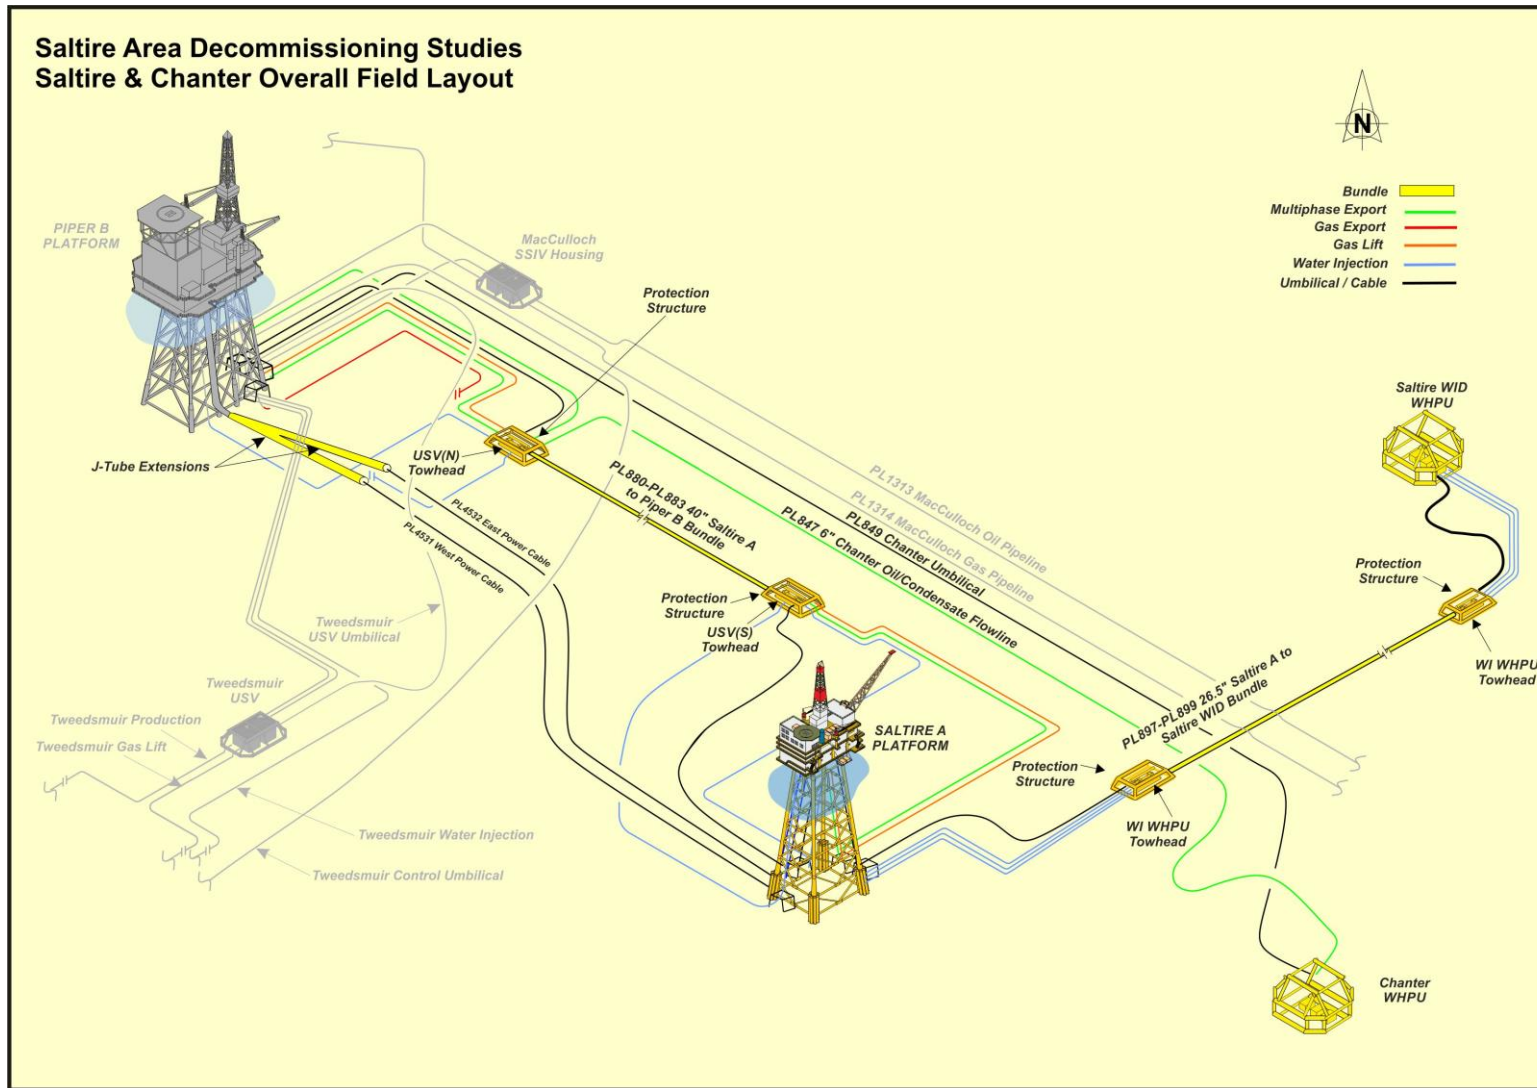 Saltire Area Decommissioning Studies
Saltire & Chanter Overall Field Layout
N
Bundle
Multiphase Export
Gas Export
Gas Lift
Water Injection
Umbilical / Cable
PIPER B
PLATFORM
MacCulloch
SSIV Housing
Protection
Structure
J-Tube Extensions
USV(N)
Towhead
PL880-PL883 40" Saltire A
to Piper B Bundle
PL4532 East Power Cable
PL4531 West Power Cable
PL1313 MacCulloch Oil Pipeline
PL1314 MacCulloch Gas Pipeline
PL849 Chanter Umbilical
PL847 6" Chanter Oil/Condensate Flowline
Saltire WID
WHPU
Protection
Structure
WI WHPU
Towhead
Protection
Structure
USV(S)
Towhead
Tweedsmuir
USV Umbilical
Tweedsmuir
USV
Tweedsmuir Production
Tweedsmuir Gas Lift
SALTIRE A
PLATFORM
PL897-PL899 26.5" Saltire A to
Saltire WID Bundle
Protection
Structure
WI WHPU
Towhead
Tweedsmuir Water Injection
Tweedsmuir Control Umbilical
Chanter
WHPU